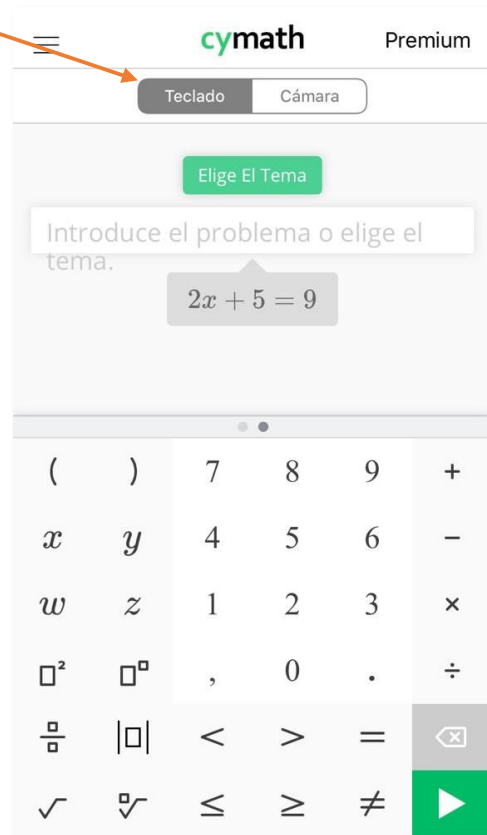 cymath Premium
Teclado Cámara
Elige El Tema
Introduce el problema o elige el
tema.
2x + 5 = 9
( ) 7 8 9 +
x y 4 5 6 −
w z 1 2 3 ×
□² □□ , 0 . ÷
□/□ |□| < > =
√ □√ ≤ ≥ ≠